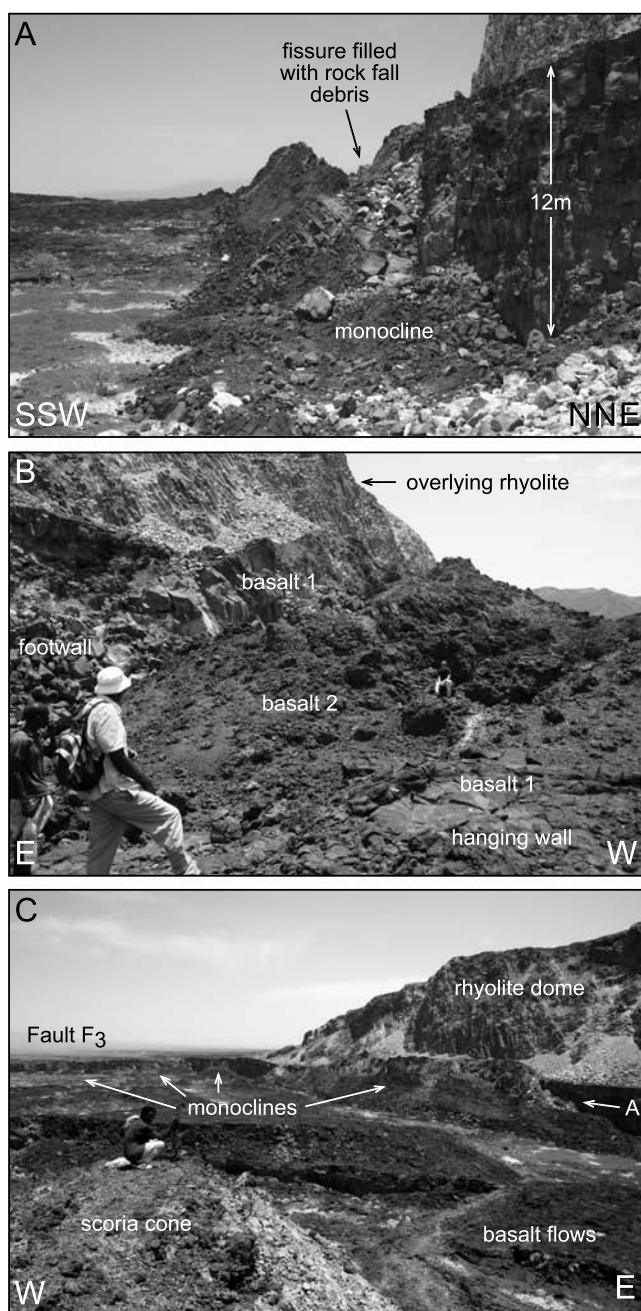 A
fissure filled
with rock fall
debris
12m
monocline
SSW
NNE
B
overlying rhyolite
basalt 1
footwall
basalt 2
basalt 1
hanging wall
E
W
C
rhyolite dome
Fault F3
monoclines
A
scoria cone
basalt flows
W
E